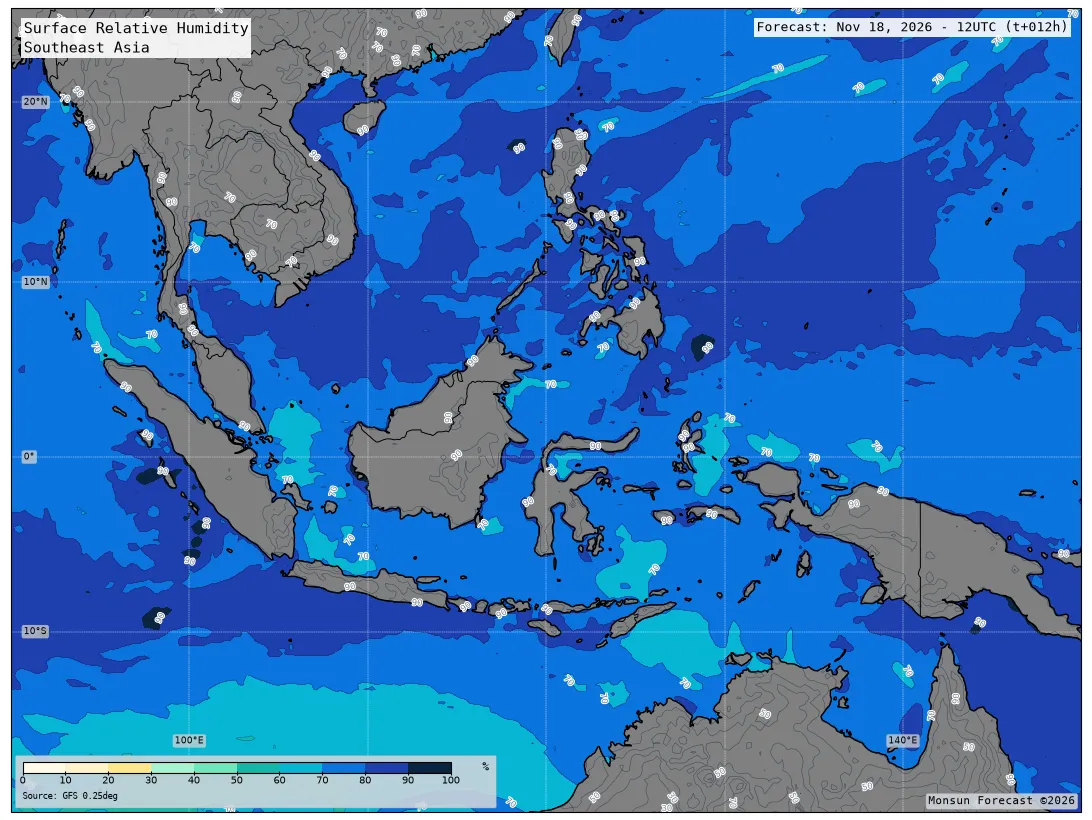 Surface Relative Humidity
Southeast Asia
Forecast: Nov 18, 2026 - 12UTC (t+012h)
20°N
10°N
0°
10°S
100°E
140°E
0 10 20 30 40 50 60 70 80 90 100
%
Source: GFS 0.25deg
Monsun Forecast ©2026